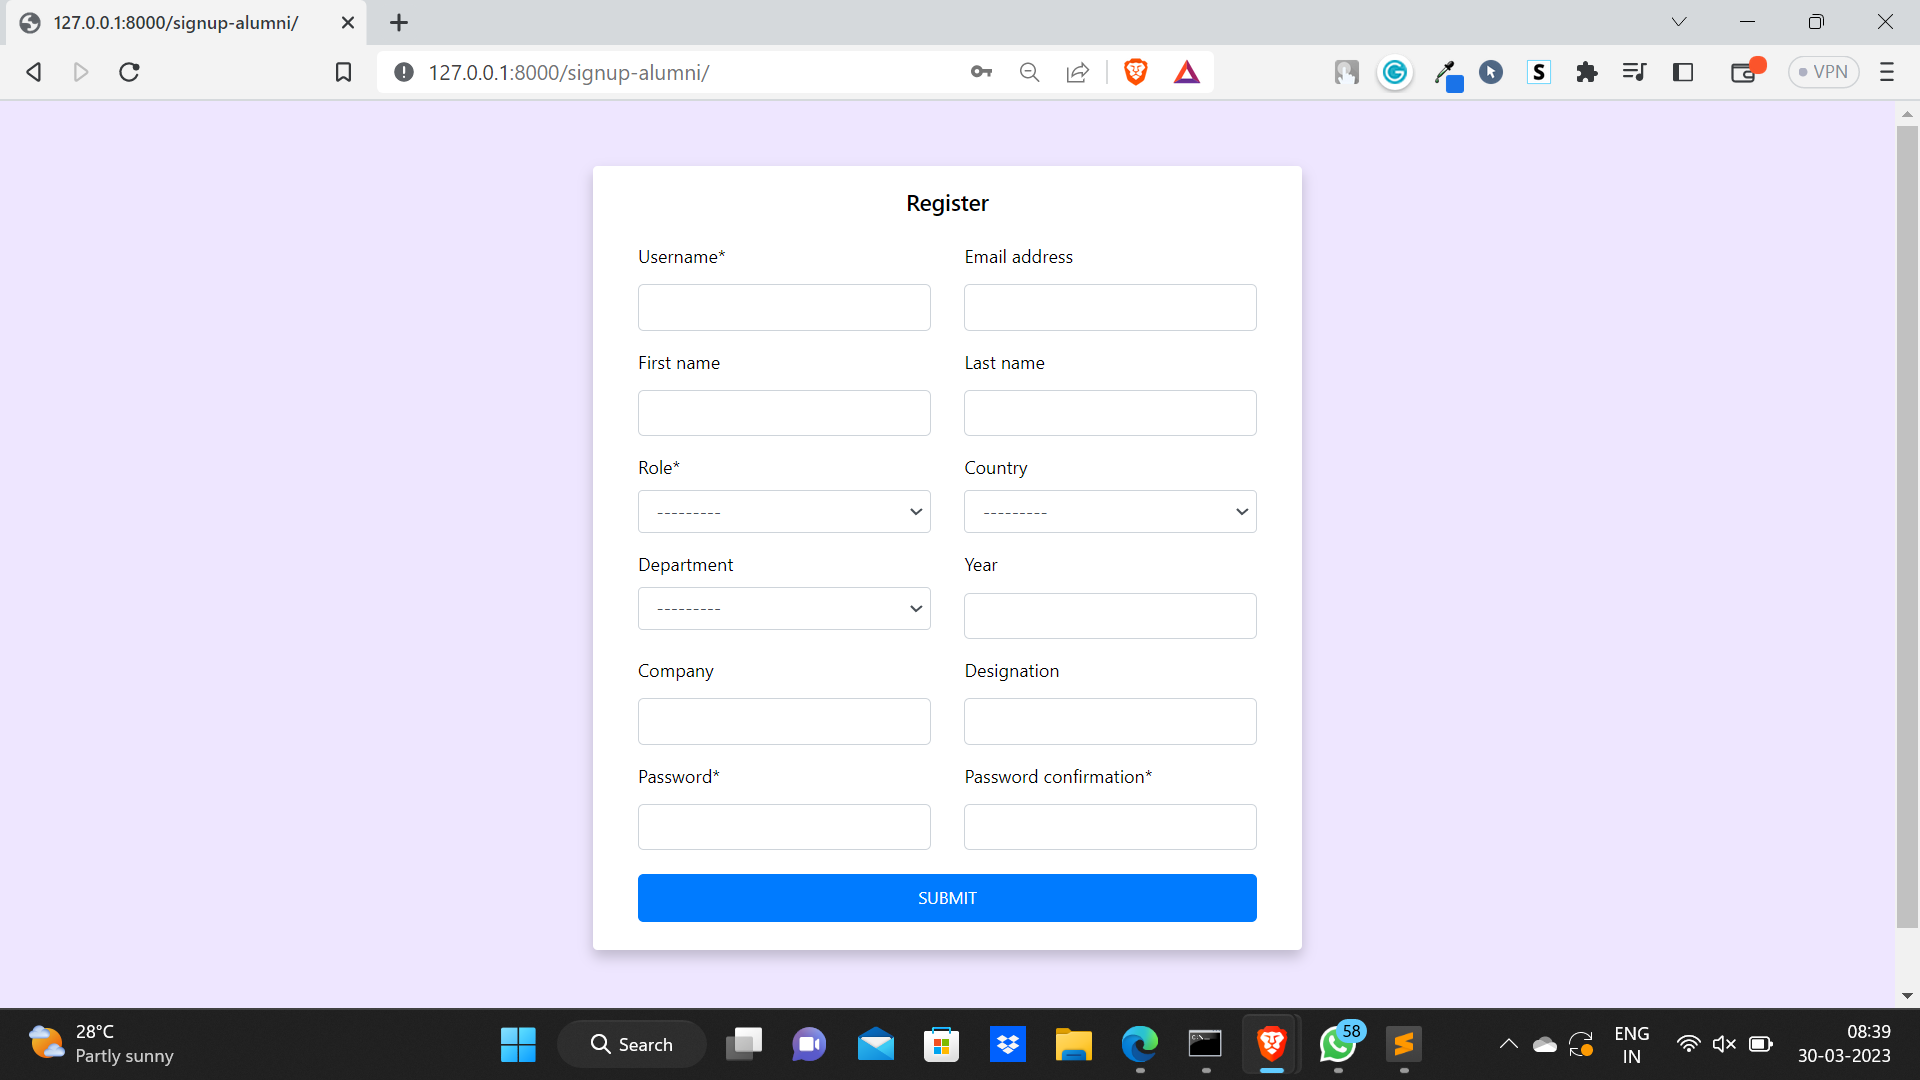 127.0.0.1:8000/signup-alumni/
127.0.0.1:8000/signup-alumni/
VPN
Register
Username*
Email address
First name
Last name
Role*
Country
---------
---------
Department
Year
---------
Company
Designation
Password*
Password confirmation*
SUBMIT
28°C
Partly sunny
Search
58
ENG
IN
08:39
30-03-2023